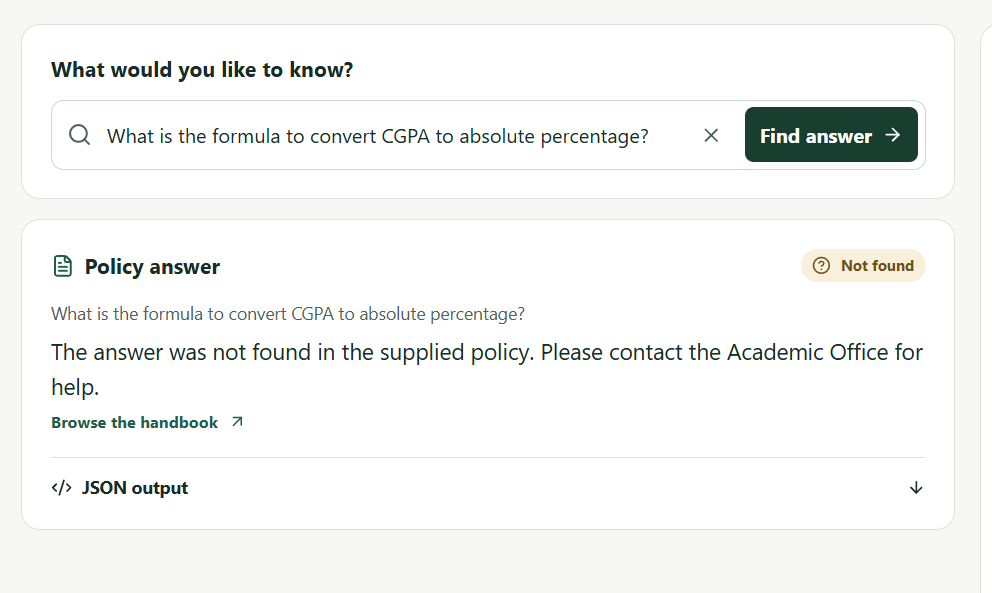 What would you like to know?
What is the formula to convert CGPA to absolute percentage?
Find answer
Policy answer
Not found
What is the formula to convert CGPA to absolute percentage?
The answer was not found in the supplied policy. Please contact the Academic Office for
help.
Browse the handbook
JSON output